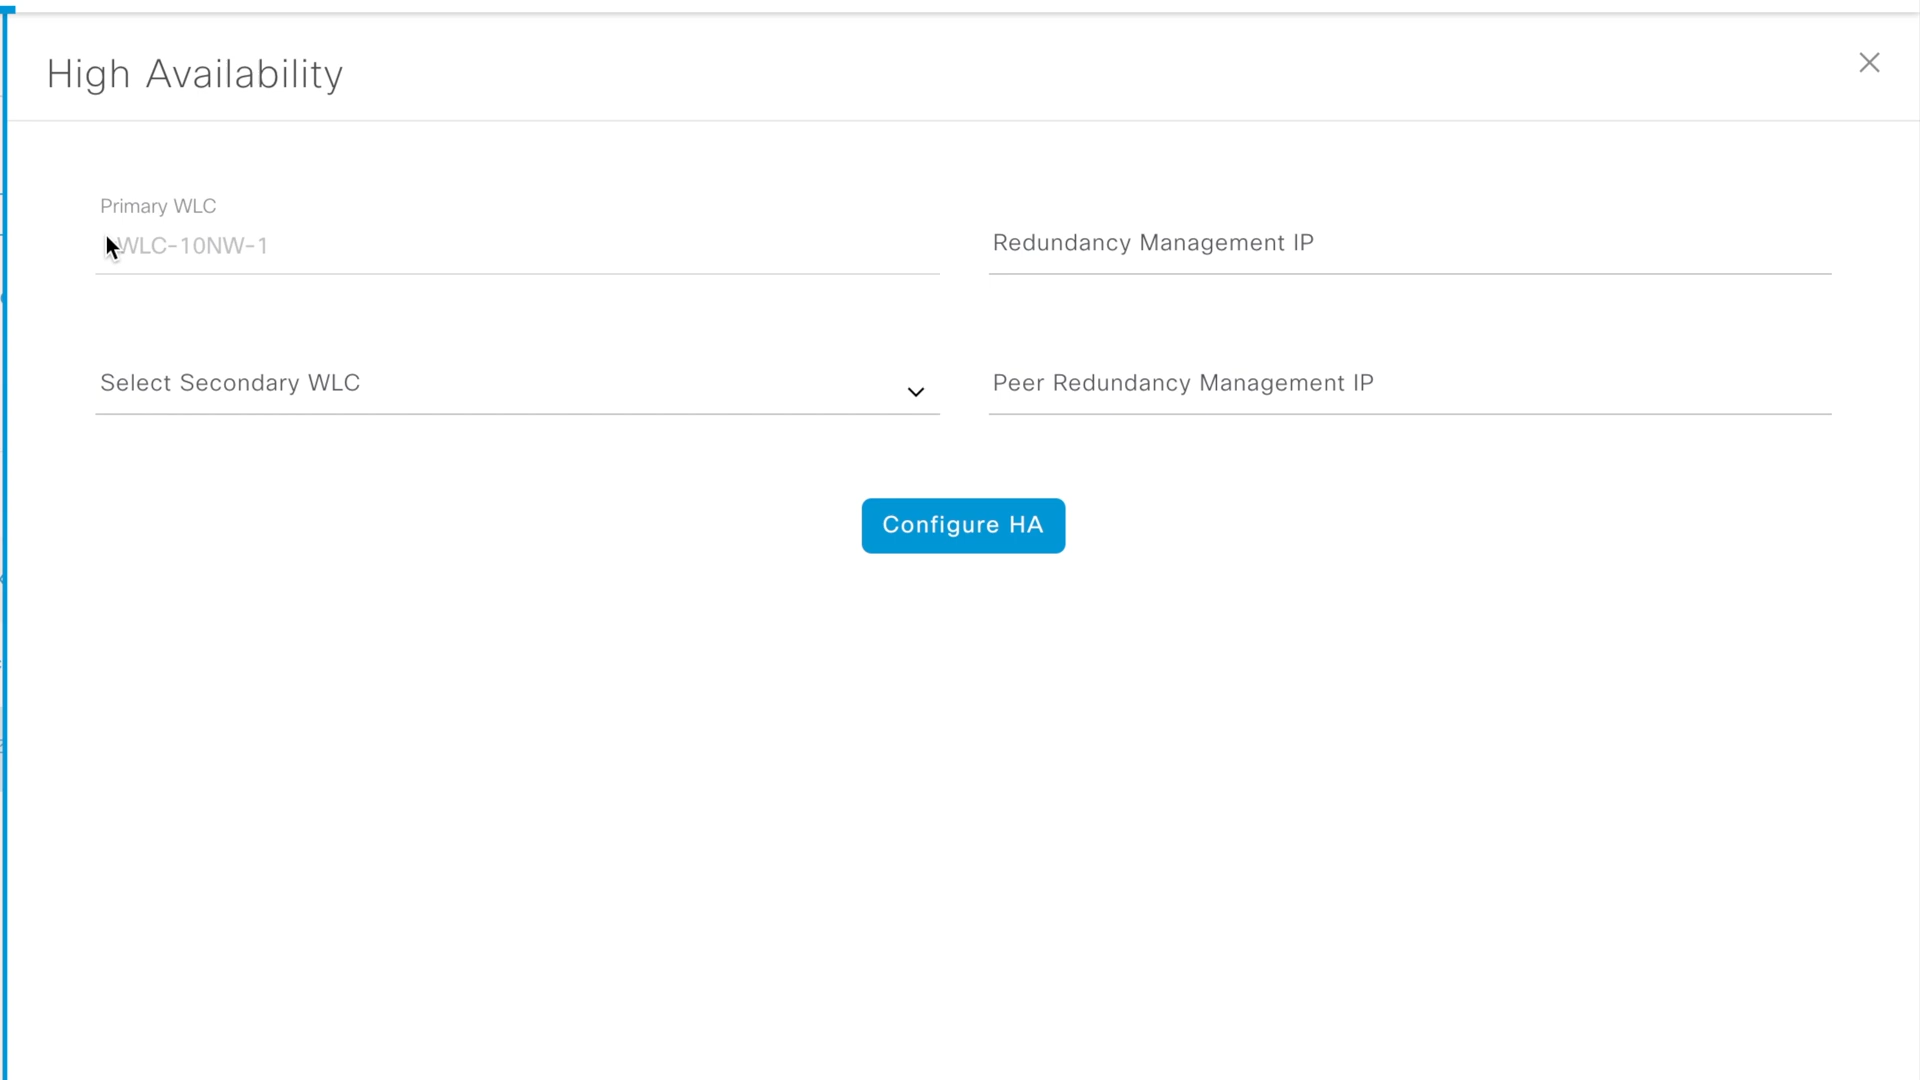 High Availability
Primary WLC
WLC-10NW-1
Redundancy Management IP
Select Secondary WLC
Peer Redundancy Management IP
Configure HA